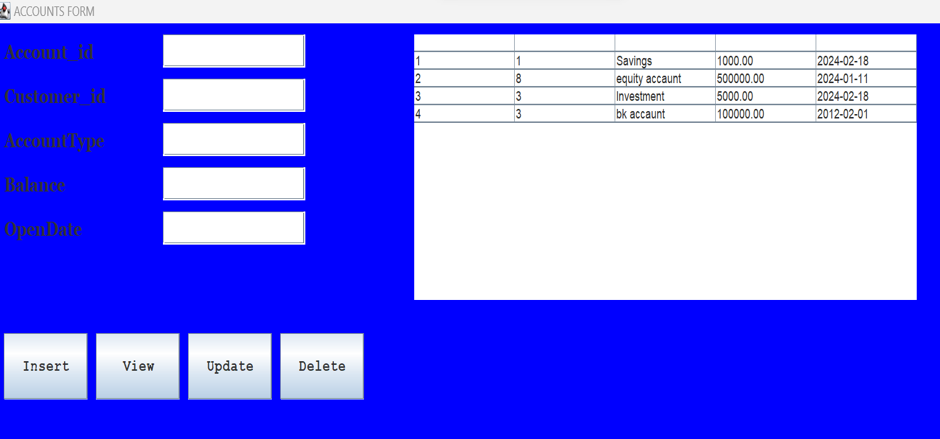 ACCOUNTS FORM
Account_id
Customer_id
AccountType
Balance
OpenDate
1 1 Savings 1000.00 2024-02-18
2 8 equity accaunt 500000.00 2024-01-11
3 3 Investment 5000.00 2024-02-18
4 3 bk accaunt 100000.00 2012-02-01
Insert View Update Delete